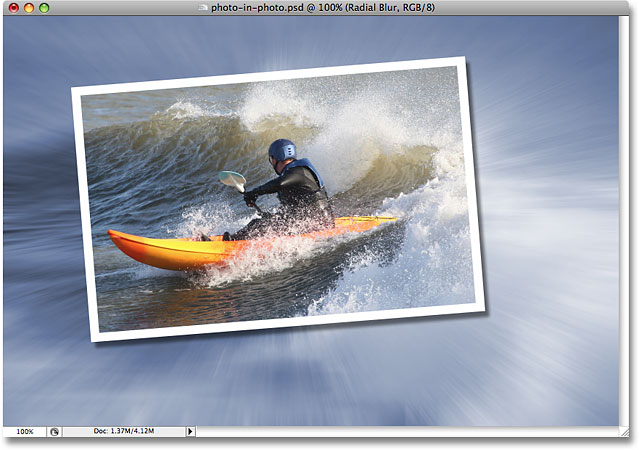 photo-in-photo.psd @ 100% (Radial Blur, RGB/8)
100%
Doc: 1.37M/4.12M